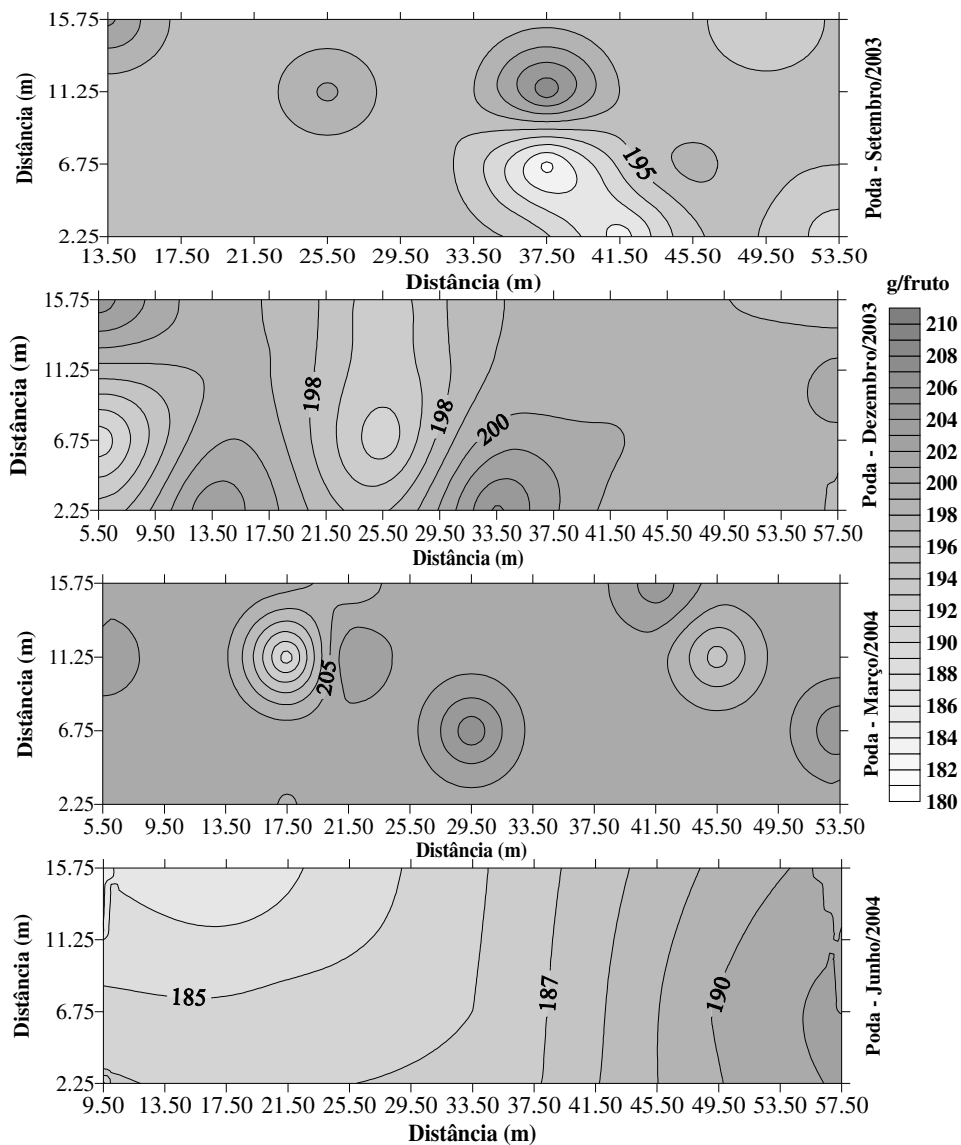 15.75
11.25
6.75
2.25
Distância (m)
195
13.50 17.50 21.50 25.50 29.50 33.50 37.50 41.50 45.50 49.50 53.50
Distância (m)
Poda - Setembro/2003
15.75
11.25
6.75
2.25
Distância (m)
198
198
200
5.50 9.50 13.50 17.50 21.50 25.50 29.50 33.50 37.50 41.50 45.50 49.50 53.50 57.50
Distância (m)
Poda - Dezembro/2003
15.75
11.25
6.75
2.25
Distância (m)
205
5.50 9.50 13.50 17.50 21.50 25.50 29.50 33.50 37.50 41.50 45.50 49.50 53.50
Distância (m)
Poda - Março/2004
15.75
11.25
6.75
2.25
Distância (m)
185
187
190
9.50 13.50 17.50 21.50 25.50 29.50 33.50 37.50 41.50 45.50 49.50 53.50 57.50
Distância (m)
Poda - Junho/2004
g/fruto
210
208
206
204
202
200
198
196
194
192
190
188
186
184
182
180